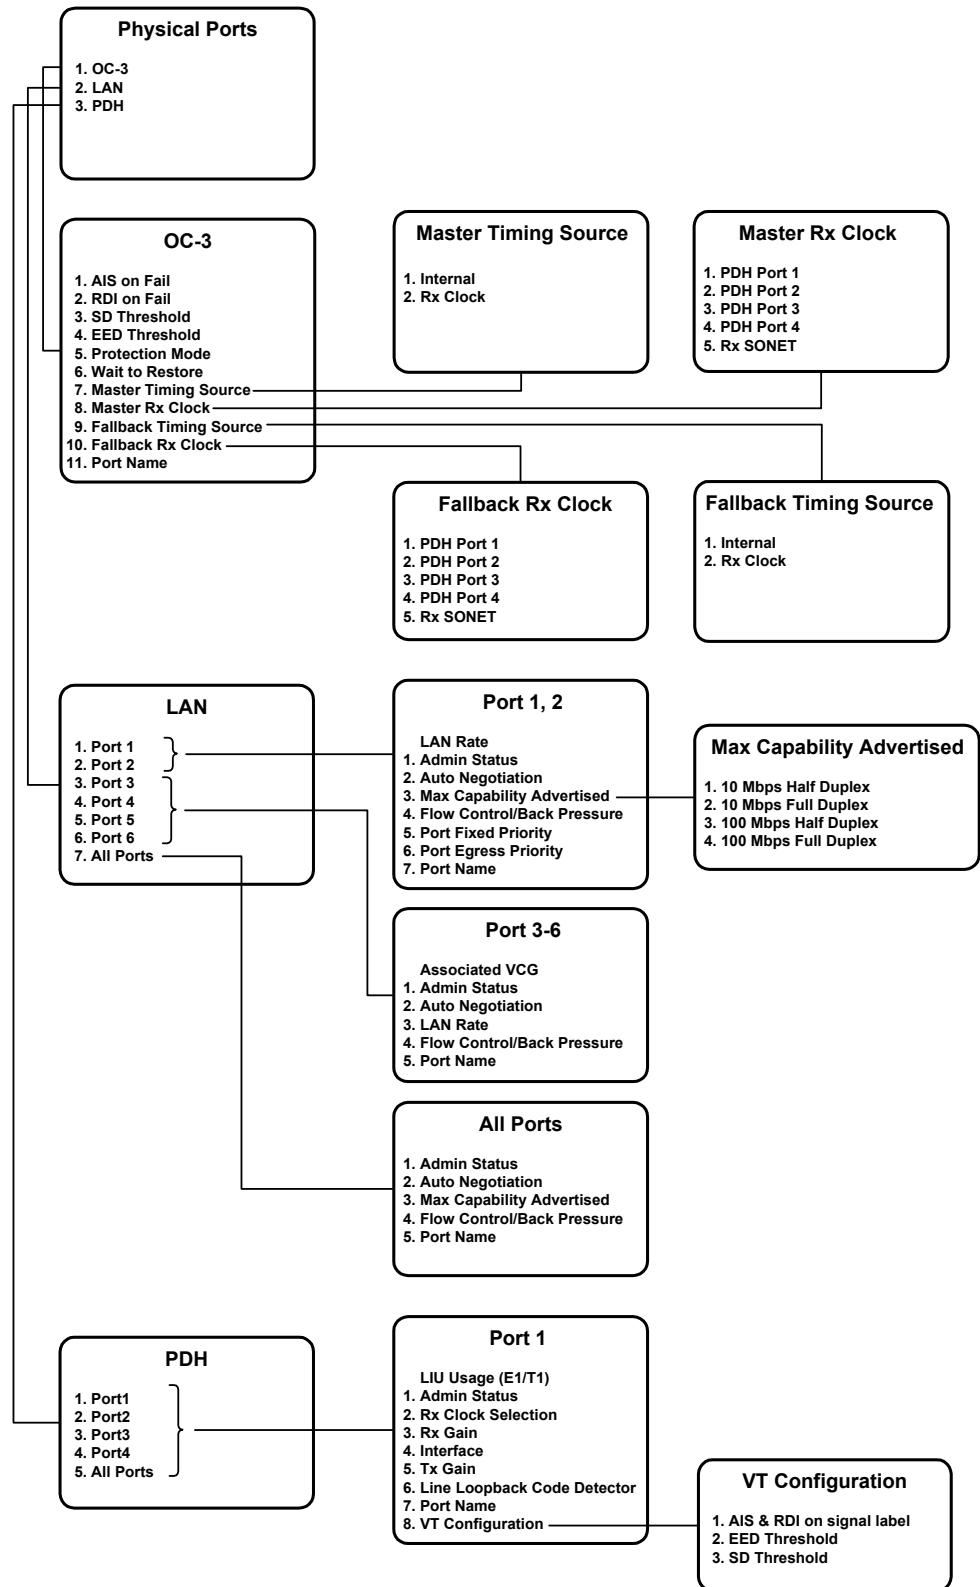 Physical Ports
1. OC-3
2. LAN
3. PDH
OC-3
1. AIS on Fail
2. RDI on Fail
3. SD Threshold
4. EED Threshold
5. Protection Mode
6. Wait to Restore
7. Master Timing Source
8. Master Rx Clock
9. Fallback Timing Source
10. Fallback Rx Clock
11. Port Name
Master Timing Source
1. Internal
2. Rx Clock
Master Rx Clock
1. PDH Port 1
2. PDH Port 2
3. PDH Port 3
4. PDH Port 4
5. Rx SONET
Fallback Rx Clock
1. PDH Port 1
2. PDH Port 2
3. PDH Port 3
4. PDH Port 4
5. Rx SONET
Fallback Timing Source
1. Internal
2. Rx Clock
LAN
1. Port 1
2. Port 2
3. Port 3
4. Port 4
5. Port 5
6. Port 6
7. All Ports
Port 1, 2
LAN Rate
1. Admin Status
2. Auto Negotiation
3. Max Capability Advertised
4. Flow Control/Back Pressure
5. Port Fixed Priority
6. Port Egress Priority
7. Port Name
Max Capability Advertised
1. 10 Mbps Half Duplex
2. 10 Mbps Full Duplex
3. 100 Mbps Half Duplex
4. 100 Mbps Full Duplex
Port 3-6
Associated VCG
1. Admin Status
2. Auto Negotiation
3. LAN Rate
4. Flow Control/Back Pressure
5. Port Name
All Ports
1. Admin Status
2. Auto Negotiation
3. Max Capability Advertised
4. Flow Control/Back Pressure
5. Port Name
PDH
1. Port1
2. Port2
3. Port3
4. Port4
5. All Ports
Port 1
LIU Usage (E1/T1)
1. Admin Status
2. Rx Clock Selection
3. Rx Gain
4. Interface
5. Tx Gain
6. Line Loopback Code Detector
7. Port Name
8. VT Configuration
VT Configuration
1. AIS & RDI on signal label
2. EED Threshold
3. SD Threshold